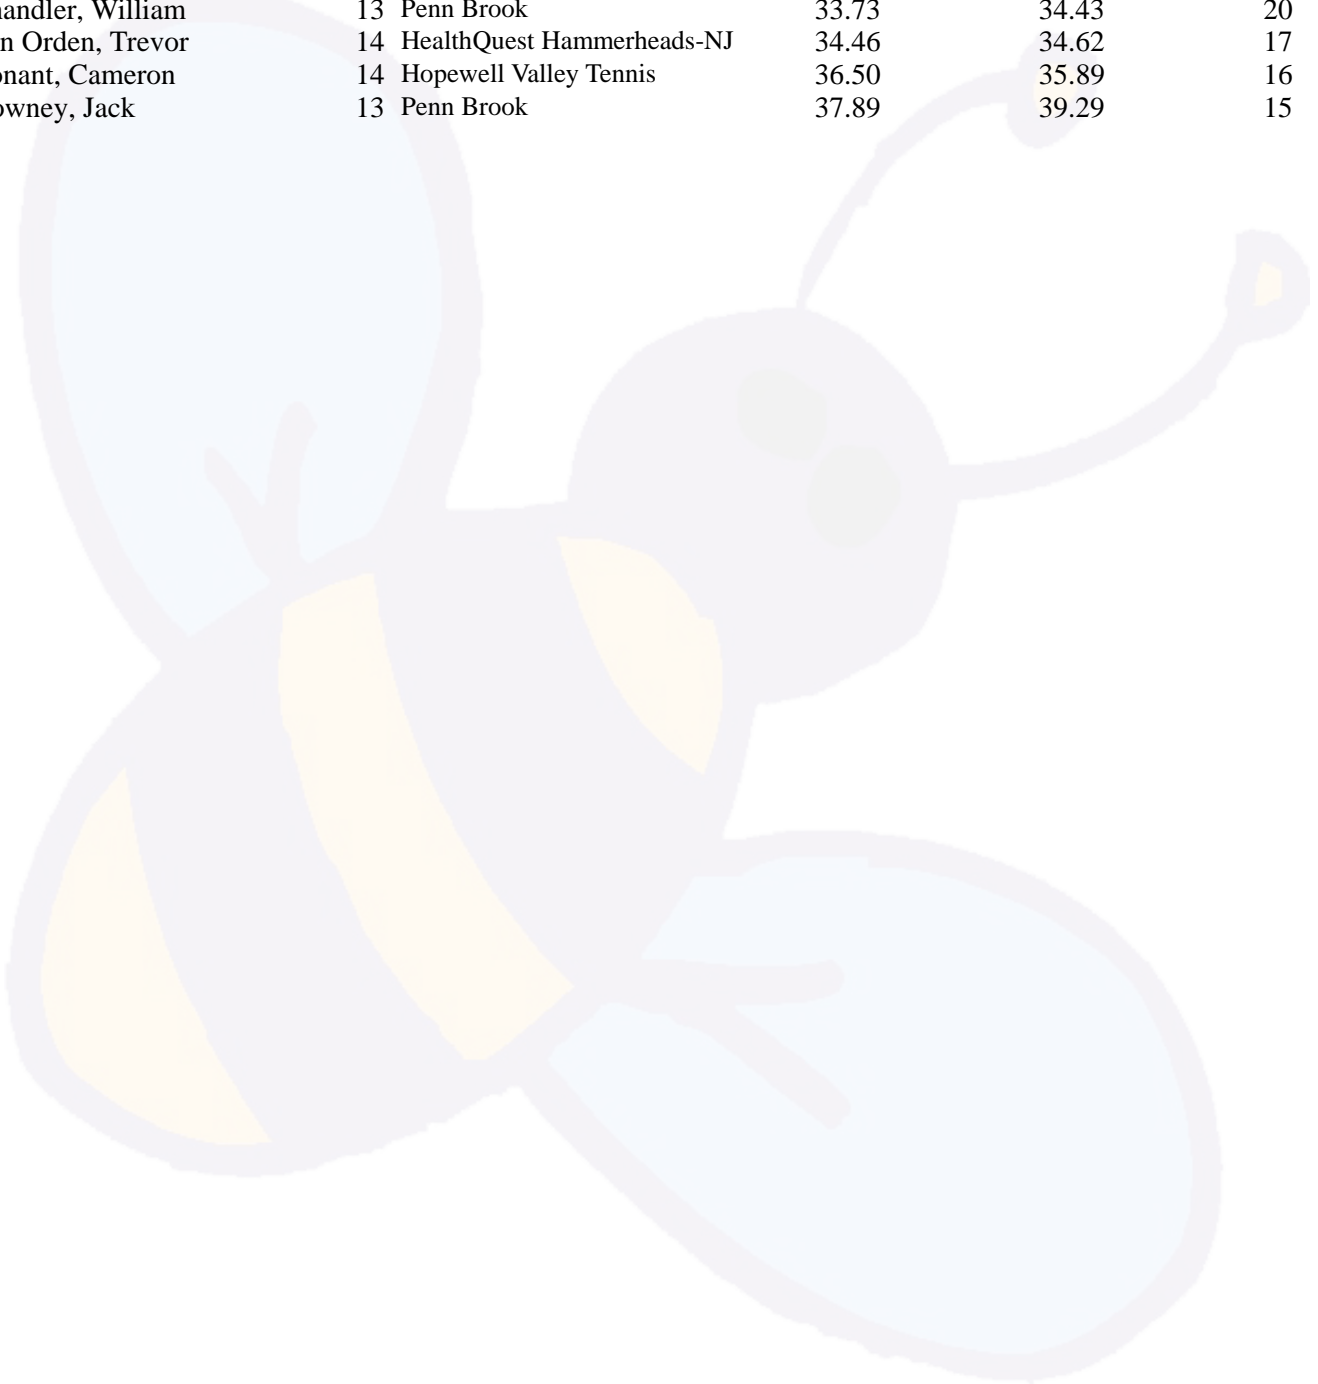 handler, William 13 Penn Brook 33.73 34.43 20
n Orden, Trevor 14 HealthQuest Hammerheads-NJ 34.46 34.62 17
onant, Cameron 14 Hopewell Valley Tennis 36.50 35.89 16
owney, Jack 13 Penn Brook 37.89 39.29 15